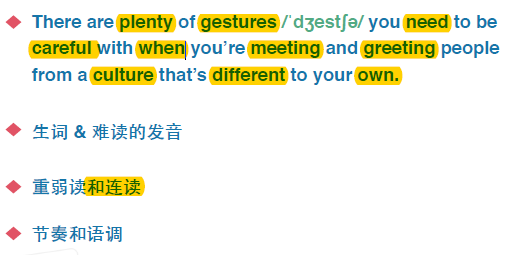 There are plenty of gestures /ˈdʒestʃə/ you need to be
careful with when you're meeting and greeting people
from a culture that's different to your own.
生词 & 难读的发音
重弱读和连读
节奏和语调